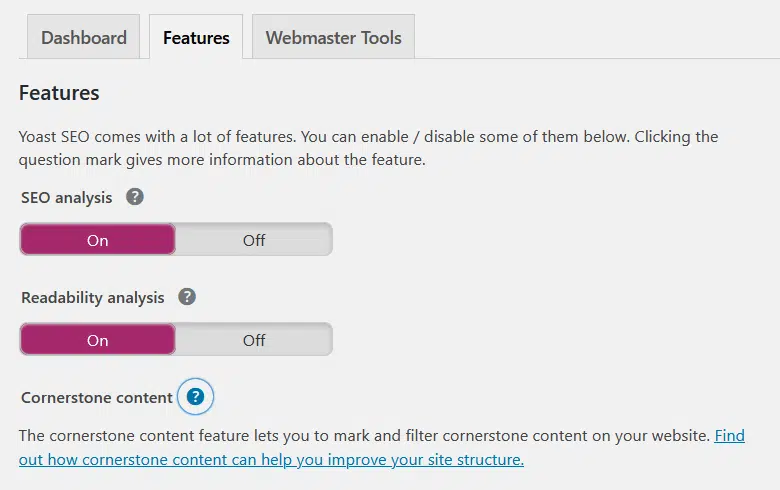 Dashboard Features Webmaster Tools
Features
Yoast SEO comes with a lot of features. You can enable / disable some of them below. Clicking the
question mark gives more information about the feature.
SEO analysis ?
On Off
Readability analysis ?
On Off
Cornerstone content ?
The cornerstone content feature lets you to mark and filter cornerstone content on your website. Find
out how cornerstone content can help you improve your site structure.